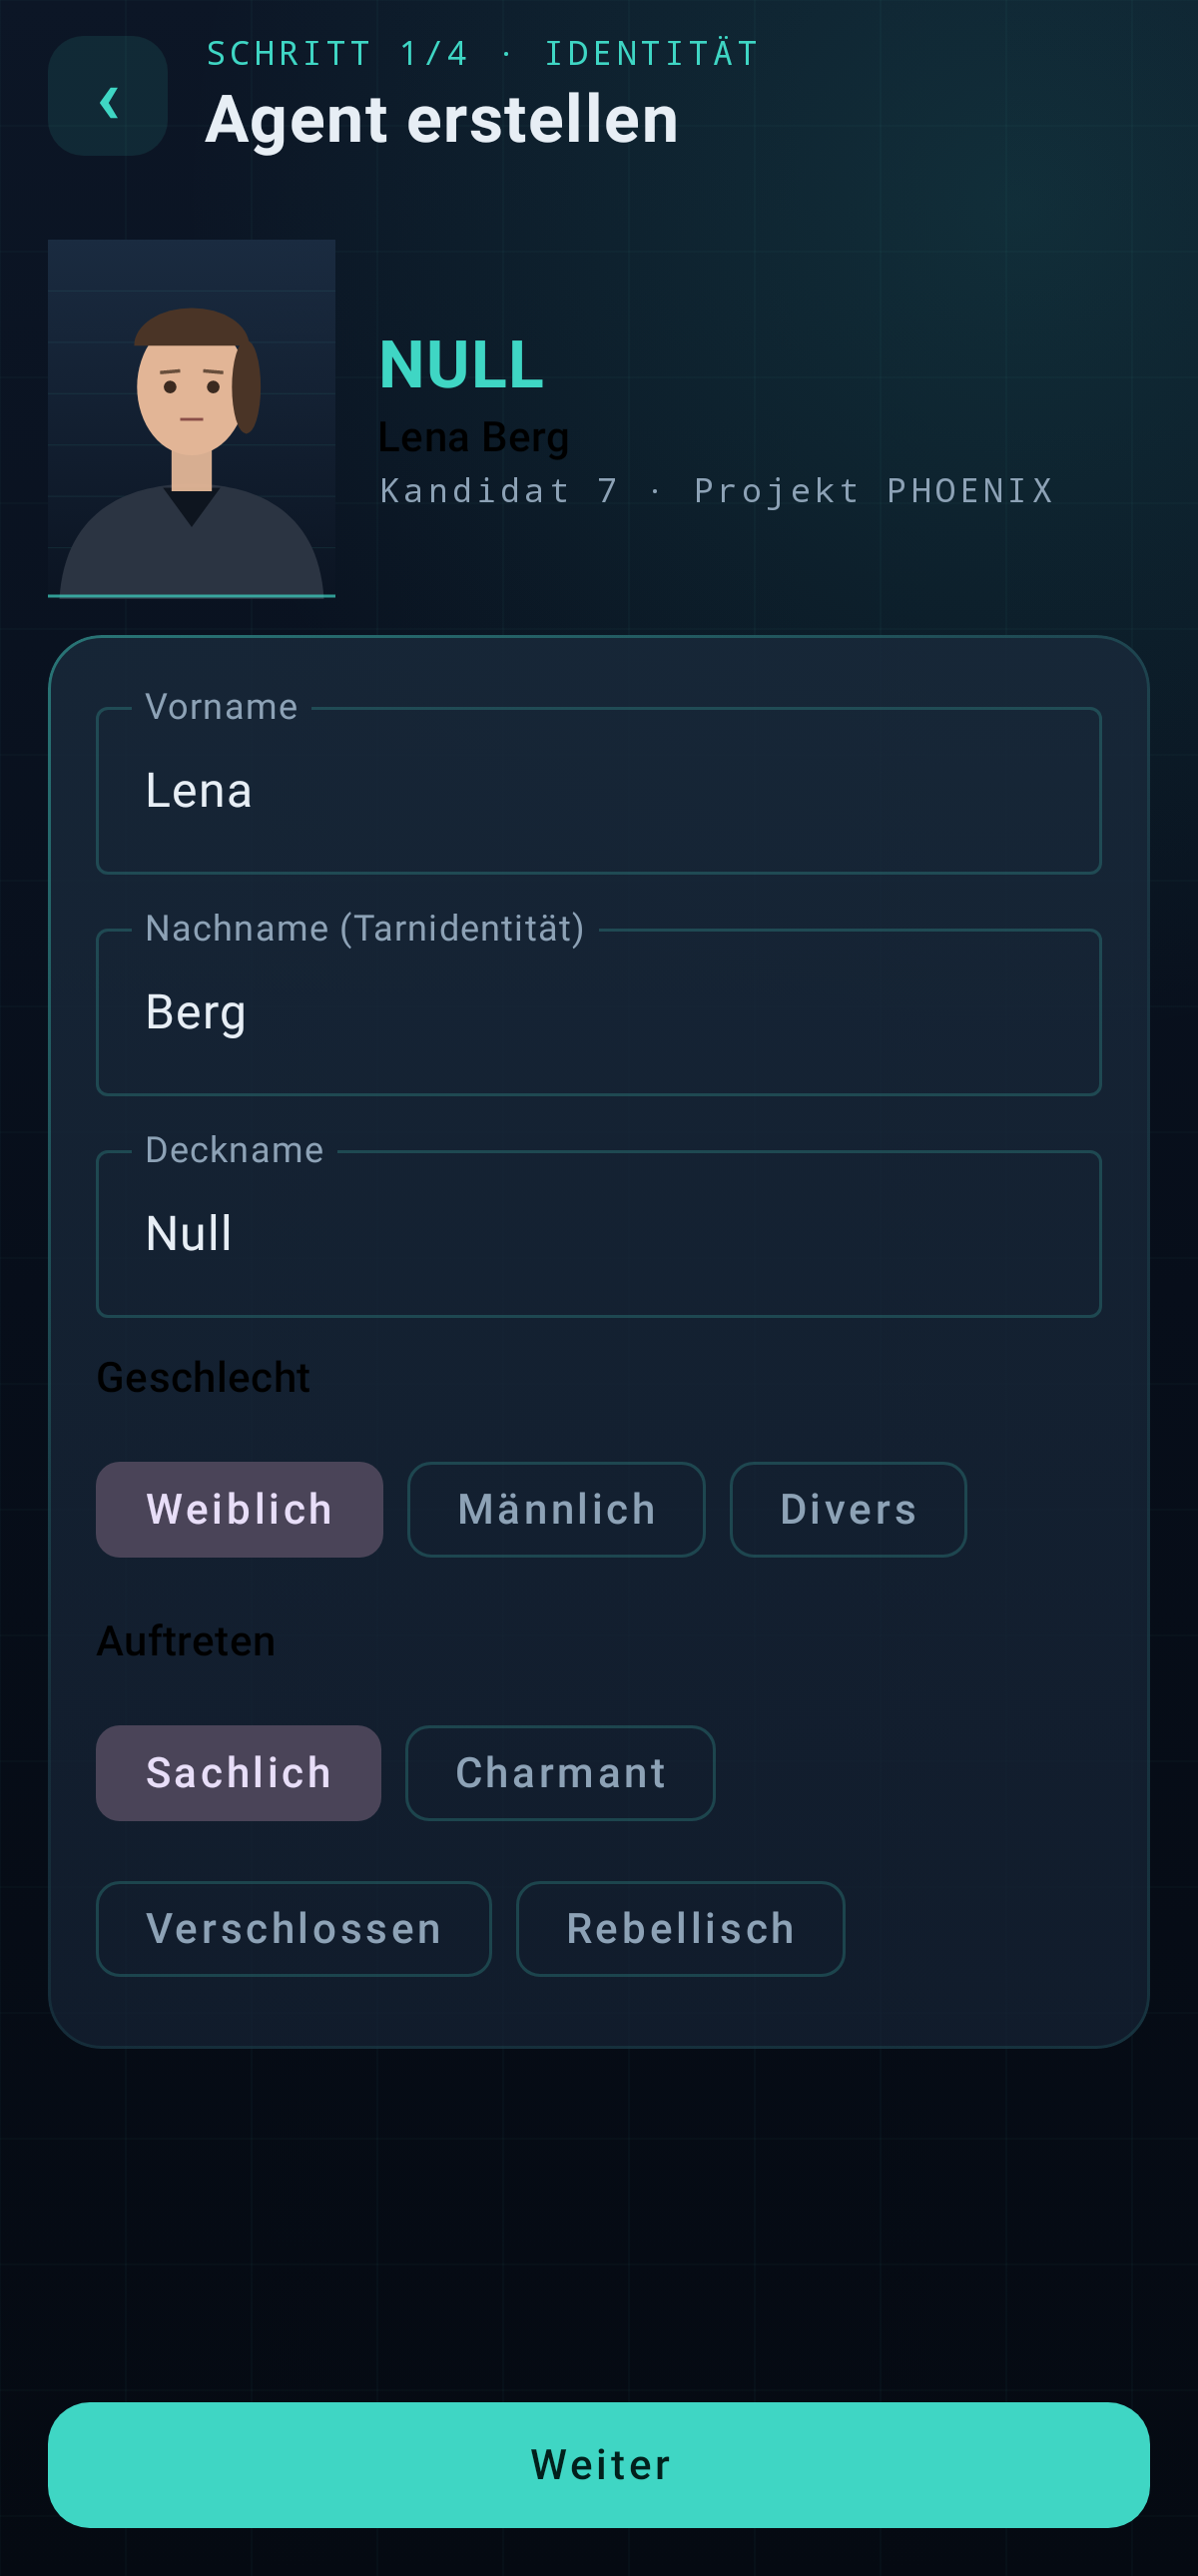 SCHRITT 1/4 · IDENTITÄT
Agent erstellen
NULL
Lena Berg
Kandidat 7 · Projekt PHOENIX
Vorname
Lena
Nachname (Tarnidentität)
Berg
Deckname
Null
Geschlecht
Weiblich Männlich Divers
Auftreten
Sachlich Charmant
Verschlossen Rebellisch
Weiter